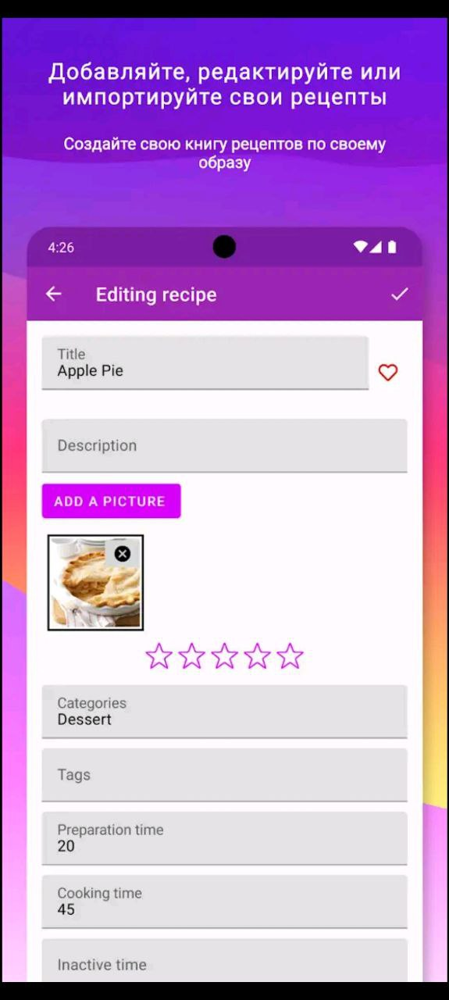 Добавляйте, редактируйте или
импортируйте свои рецепты
Создайте свою книгу рецептов по своему
образу
4:26
Editing recipe
Title
Apple Pie
Description
ADD A PICTURE
Categories
Dessert
Tags
Preparation time
20
Cooking time
45
Inactive time